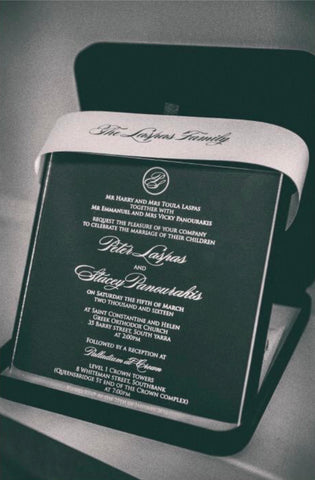 The Laspas Family
PS
Mr Harry and Mrs Toula Laspas
together with
Mr Emmanuel and Mrs Vicky Panourakis
request the pleasure of your company
to celebrate the marriage of their children
Peter Laspas
and
Stacey Panourakis
on Saturday the fifth of March
two thousand and sixteen
at Saint Constantine and Helen
Greek Orthodox Church
35 Barry Street, South Yarra
at 2:00pm
followed by a reception at
Palladium at Crown
Level 1 Crown Towers
8 Whiteman Street, Southbank
(Queensbridge St end of the Crown complex)
at 7:00pm